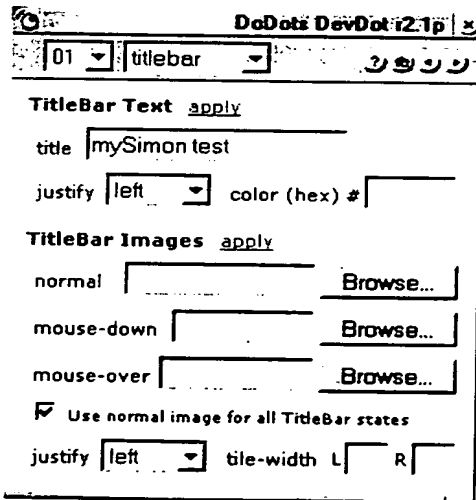 DoDots DevDot r2.1p ×
01 titlebar ?
TitleBar Text apply
title mySimon test
justify left color (hex) #
TitleBar Images apply
normal Browse...
mouse-down Browse...
mouse-over Browse...
Use normal image for all TitleBar states
justify left tile-width L R